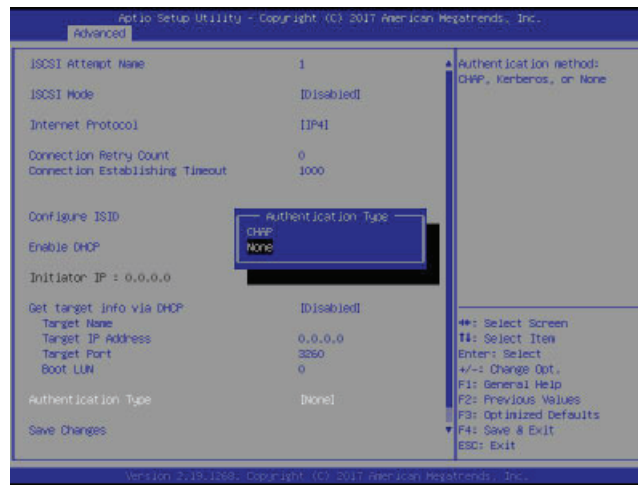 Aptio Setup Utility - Copyright (C) 2017 American Megatrends, Inc.
Advanced
iSCSI Attempt Name 1
iSCSI Mode [Disabled]
Internet Protocol [IP4]
Connection Retry Count 0
Connection Establishing Timeout 1000
Configure ISID
Enable DHCP
Initiator IP : 0.0.0.0
Get target info via DHCP [Disabled]
Target Name
Target IP Address 0.0.0.0
Target Port 3260
Boot LUN 0
Authentication Type [None]
Save Changes
Authentication Type
CHAP
None
Authentication method:
CHAP, Kerberos, or None
: Select Screen
: Select Item
Enter: Select
+/-: Change Opt.
F1: General Help
F2: Previous Values
F3: Optimized Defaults
F4: Save & Exit
ESC: Exit
Version 2.19.1268. Copyright (C) 2017 American Megatrends, Inc.